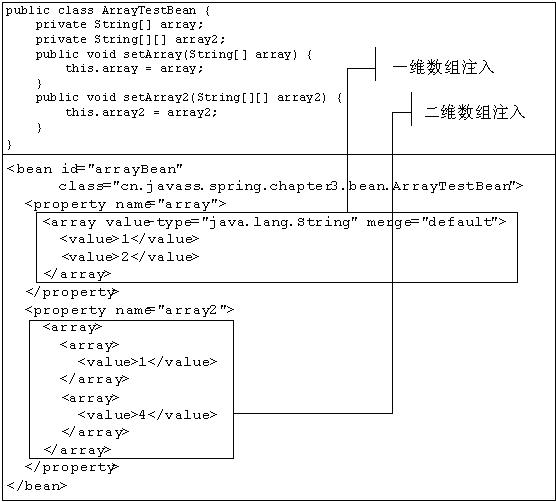 public class ArrayTestBean {
    private String[] array;
    private String[][] array2;
    public void setArray(String[] array) {
        this.array = array;
    }
    public void setArray2(String[][] array2) {
        this.array2 = array2;
    }
}
一维数组注入
二维数组注入
<bean id="arrayBean"
      class="cn.javass.spring.chapter3.bean.ArrayTestBean">
  <property name="array">
    <array value-type="java.lang.String" merge="default">
      <value>1</value>
      <value>2</value>
    </array>
  </property>
  <property name="array2">
    <array>
      <array>
        <value>1</value>
      </array>
      <array>
        <value>4</value>
      </array>
    </array>
  </property>
</bean>